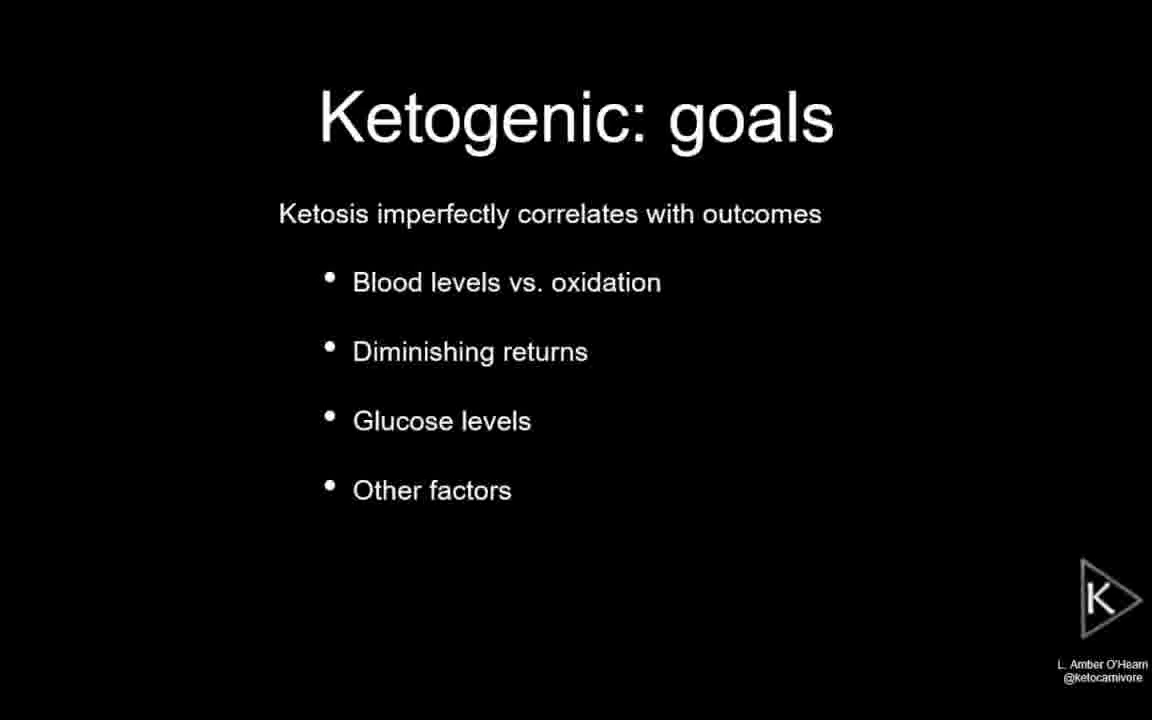 Ketogenic: goals
Ketosis imperfectly correlates with outcomes
• Blood levels vs. oxidation
• Diminishing returns
• Glucose levels
• Other factors
K
L. Amber O'Hearn
@ketocarnivore